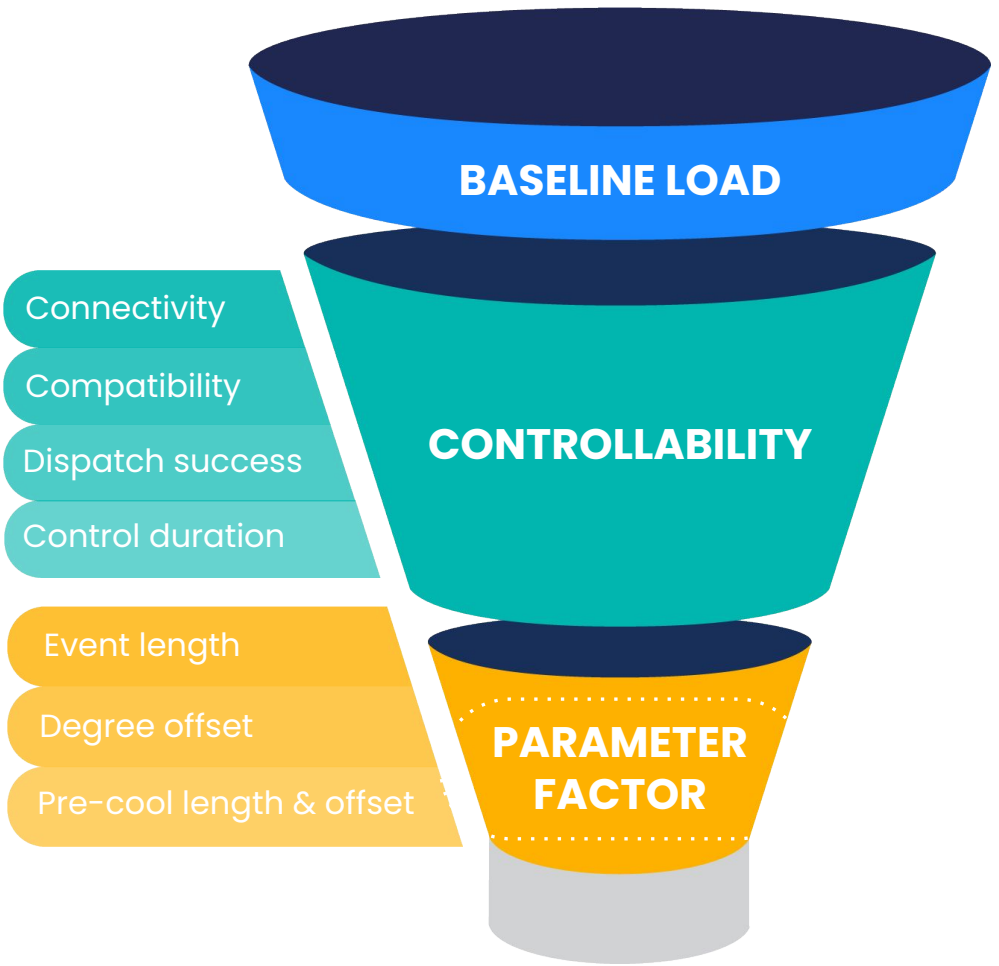 BASELINE LOAD
Connectivity
Compatibility
Dispatch success
Control duration
CONTROLLABILITY
Event length
Degree offset
Pre-cool length & offset
PARAMETER
FACTOR